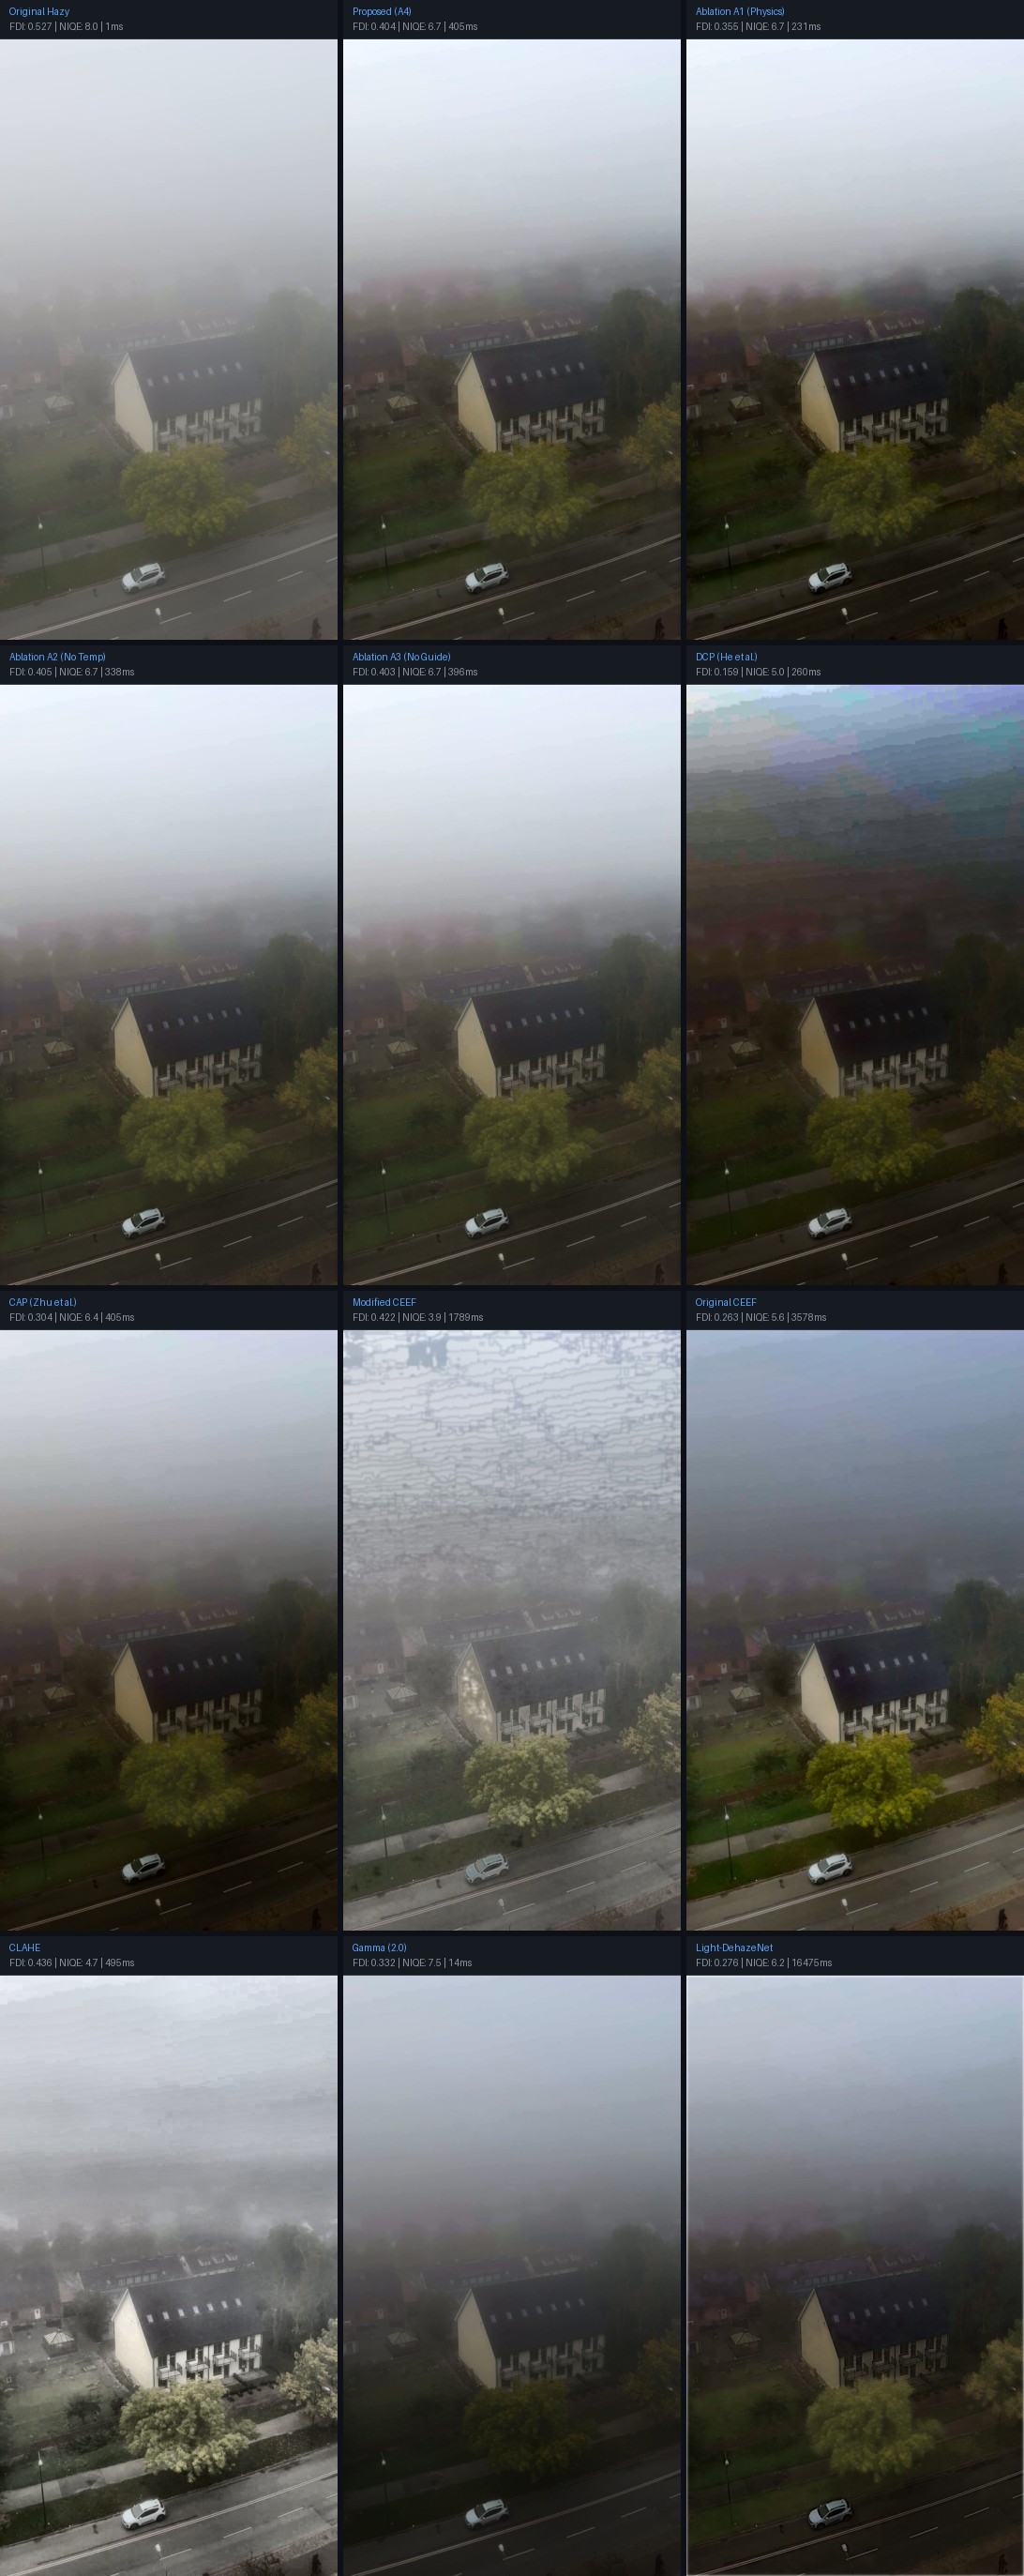 Original Hazy
FDI: 0.527 | NIQE: 8.0 | 1ms
Proposed (A4)
FDI: 0.404 | NIQE: 6.7 | 405ms
Ablation A1 (Physics)
FDI: 0.355 | NIQE: 6.7 | 231ms
Ablation A2 (No Temp)
FDI: 0.405 | NIQE: 6.7 | 338ms
Ablation A3 (No Guide)
FDI: 0.403 | NIQE: 6.7 | 396ms
DCP (He et al.)
FDI: 0.159 | NIQE: 5.0 | 260ms
CAP (Zhu et al.)
FDI: 0.304 | NIQE: 6.4 | 405ms
Modified CEEF
FDI: 0.422 | NIQE: 3.9 | 1789ms
Original CEEF
FDI: 0.263 | NIQE: 5.6 | 3578ms
CLAHE
FDI: 0.436 | NIQE: 4.7 | 495ms
Gamma (2.0)
FDI: 0.332 | NIQE: 7.5 | 14ms
Light-DehazeNet
FDI: 0.276 | NIQE: 6.2 | 16475ms